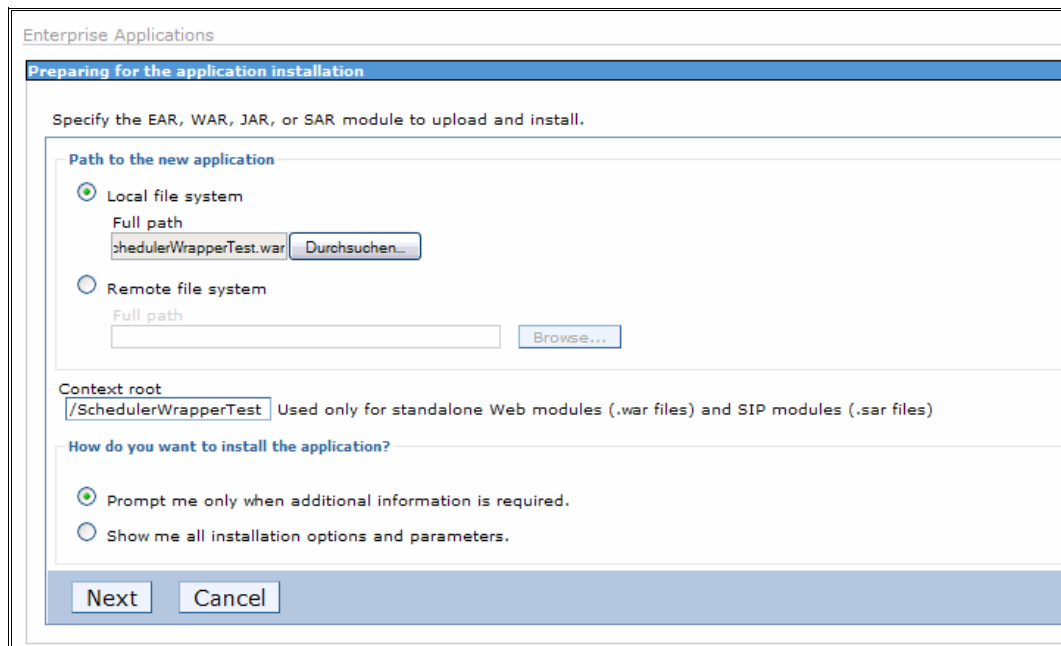 Enterprise Applications
Preparing for the application installation
Specify the EAR, WAR, JAR, or SAR module to upload and install.
Path to the new application
Local file system
Full path
chedulerWrapperTest.war Durchsuchen...
Remote file system
Full path
Browse...
Context root
/SchedulerWrapperTest Used only for standalone Web modules (.war files) and SIP modules (.sar files)
How do you want to install the application?
Prompt me only when additional information is required.
Show me all installation options and parameters.
Next Cancel